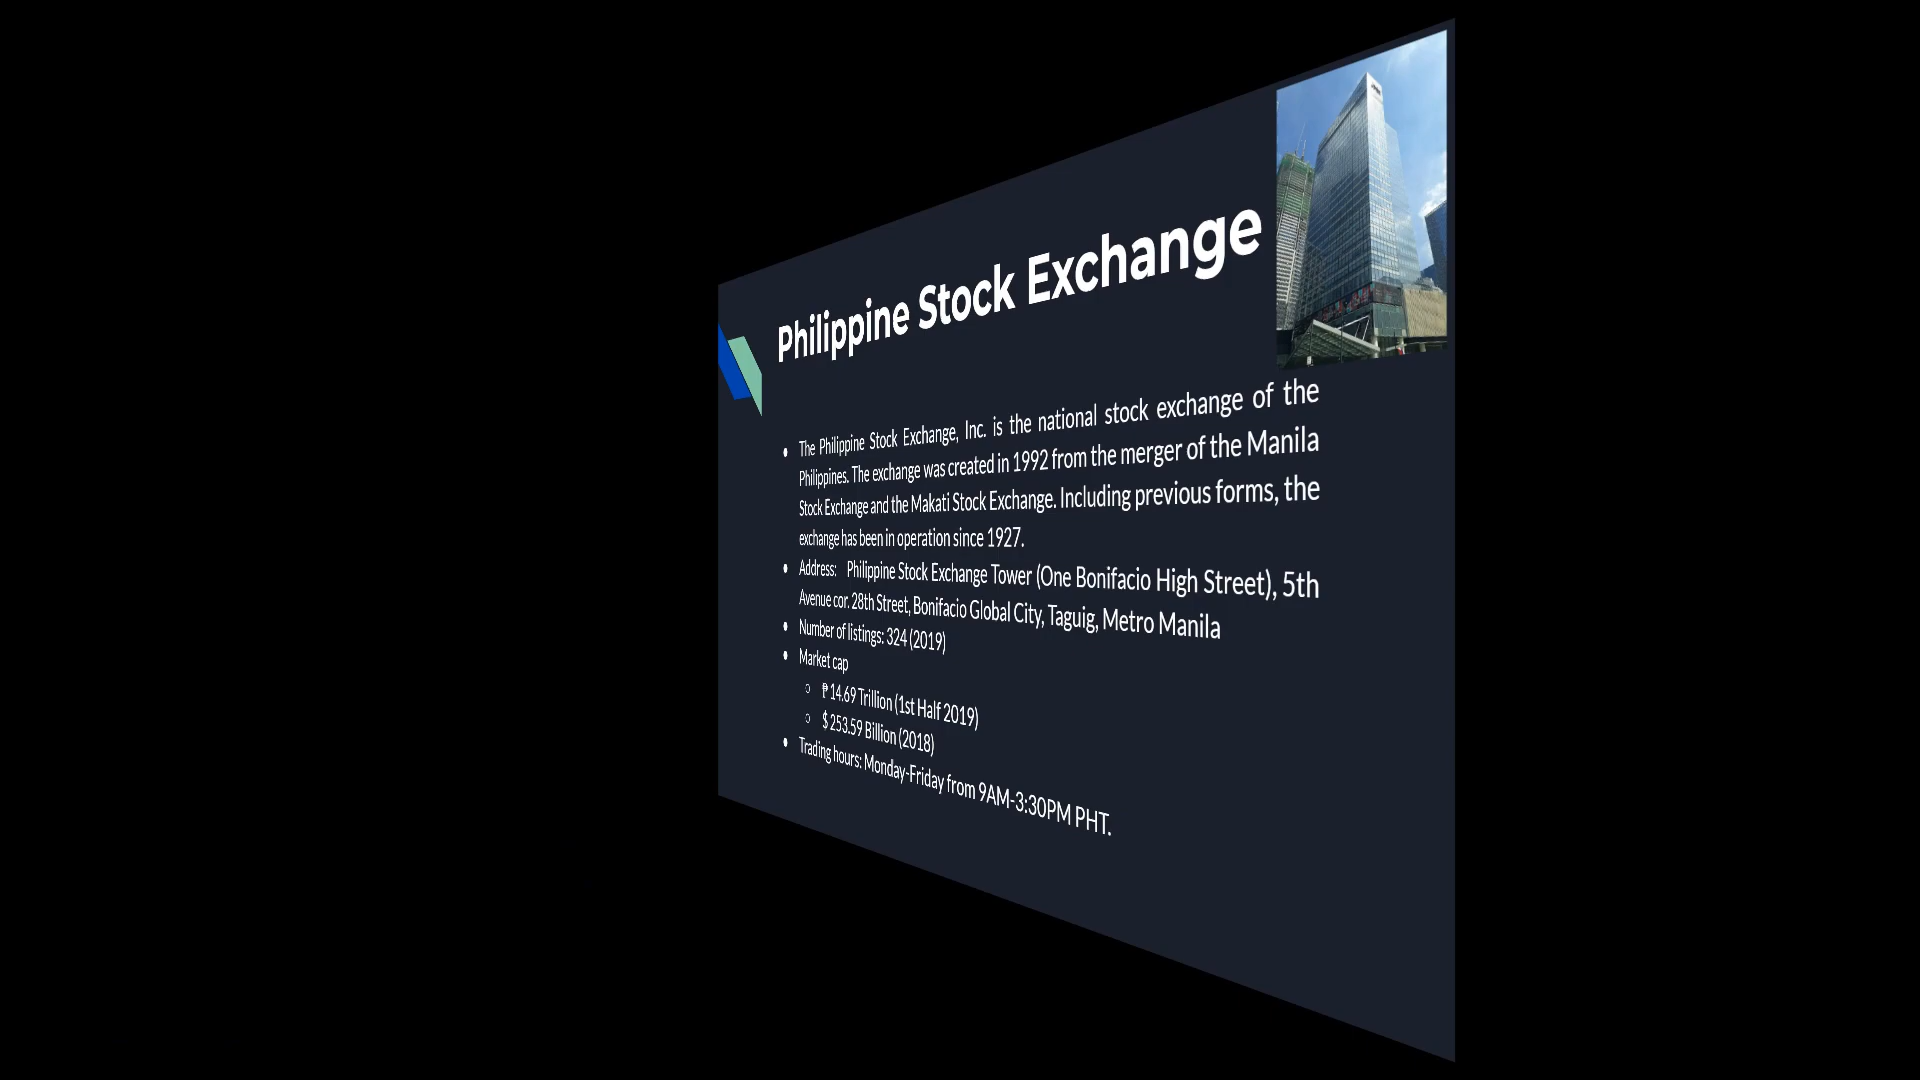 Philippine Stock Exchange
• The Philippine Stock Exchange, Inc. is the national stock exchange of the
Philippines. The exchange was created in 1992 from the merger of the Manila
Stock Exchange and the Makati Stock Exchange. Including previous forms, the
exchange has been in operation since 1927.
• Address: Philippine Stock Exchange Tower (One Bonifacio High Street), 5th
Avenue cor. 28th Street, Bonifacio Global City, Taguig, Metro Manila
• Number of listings: 324 (2019)
• Market cap
○ ₱ 14.69 Trillion (1st Half 2019)
○ $ 253.59 Billion (2018)
• Trading hours: Monday-Friday from 9AM-3:30PM PHT.